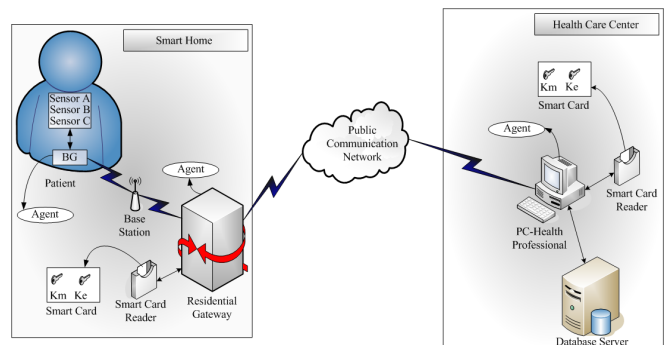 Smart Home
Sensor A
Sensor B
Sensor C
BG
Patient
Agent
Base
Station
Agent
Km Ke
Smart Card
Smart Card
Reader
Residential
Gateway
Public
Communication
Network
Health Care Center
Km Ke
Smart Card
Agent
Smart Card
Reader
PC-Health
Professional
Database Server